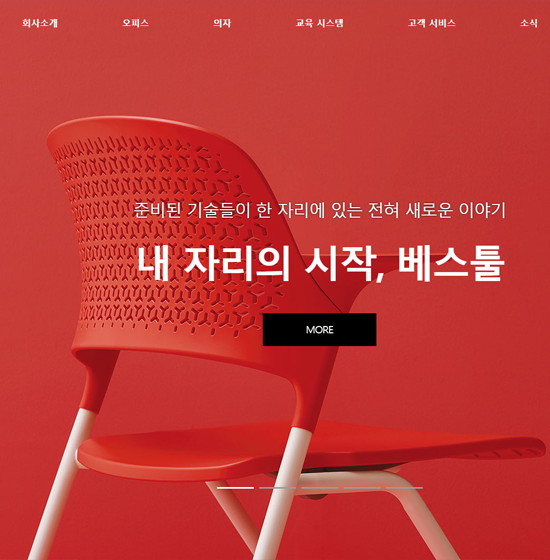 회사소개 오피스 의자 교육 시스템 고객 서비스 소식
준비된 기술들이 한 자리에 있는 전혀 새로운 이야기
내 자리의 시작, 베스툴
MORE